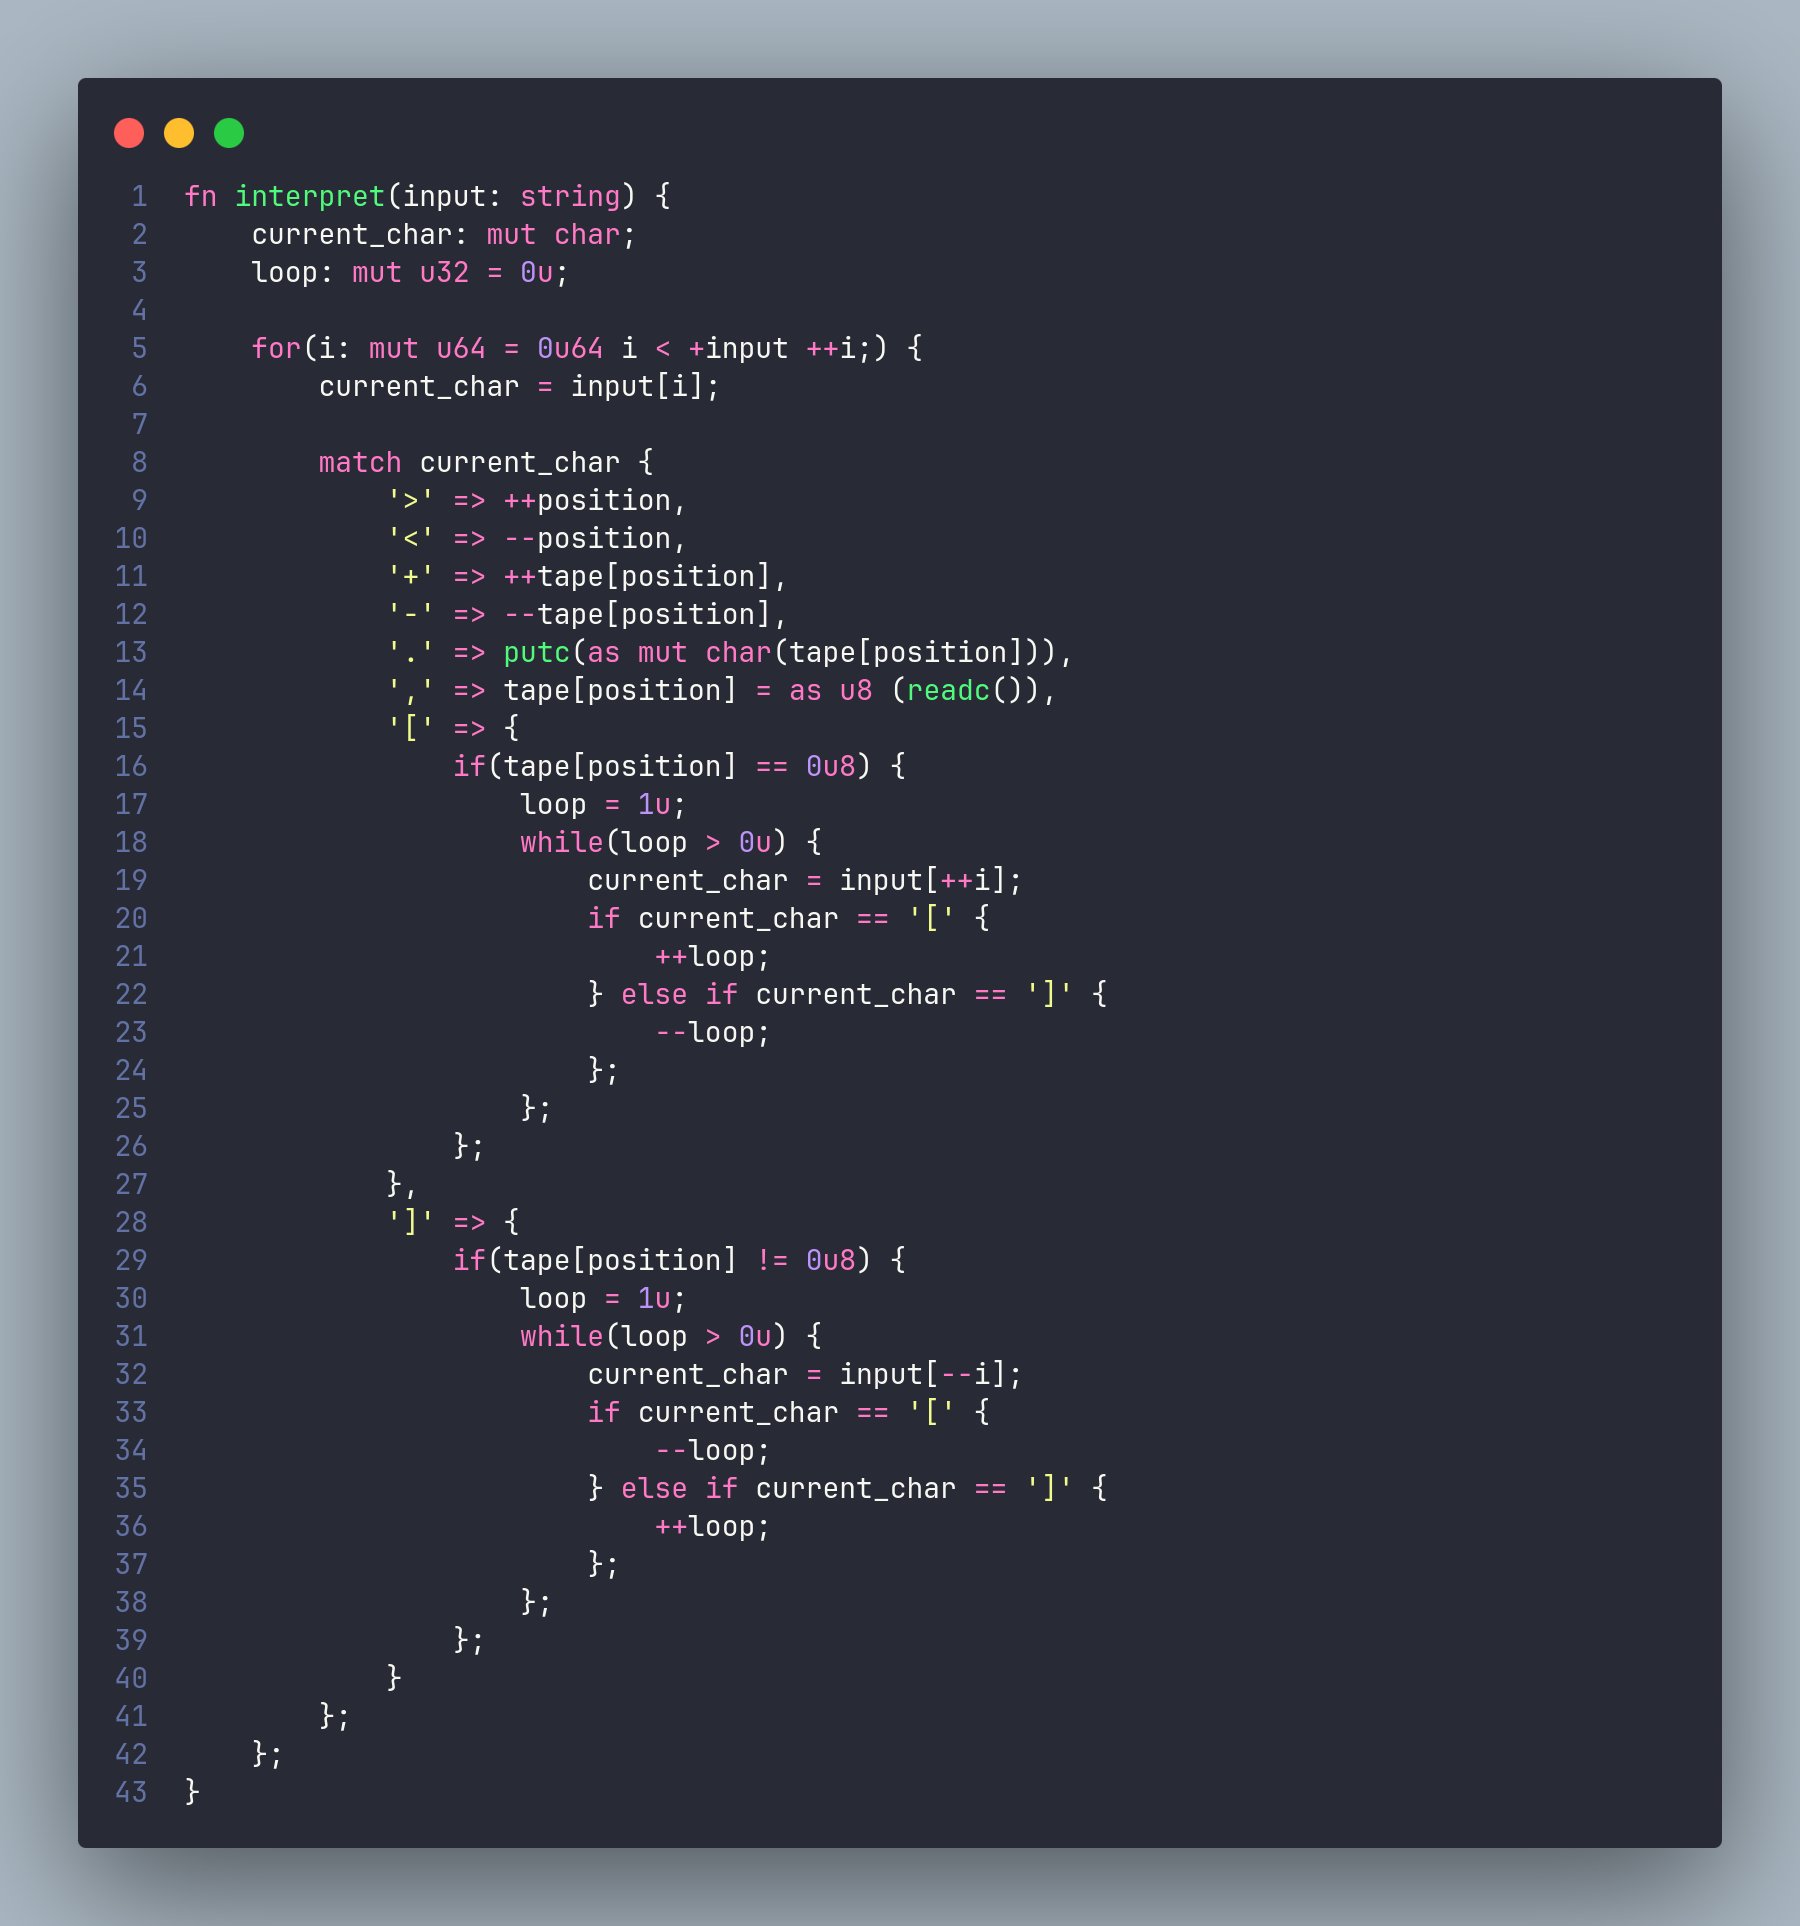 1 fn interpret(input: string) {
2     current_char: mut char;
3     loop: mut u32 = 0u;
4
5     for(i: mut u64 = 0u64 i < +input ++i;) {
6         current_char = input[i];
7
8         match current_char {
9             '>' => ++position,
10             '<' => --position,
11             '+' => ++tape[position],
12             '-' => --tape[position],
13             '.' => putc(as mut char(tape[position])),
14             ',' => tape[position] = as u8 (readc()),
15             '[' => {
16                 if(tape[position] == 0u8) {
17                     loop = 1u;
18                     while(loop > 0u) {
19                         current_char = input[++i];
20                         if current_char == '[' {
21                             ++loop;
22                         } else if current_char == ']' {
23                             --loop;
24                         };
25                     };
26                 };
27             },
28             ']' => {
29                 if(tape[position] != 0u8) {
30                     loop = 1u;
31                     while(loop > 0u) {
32                         current_char = input[--i];
33                         if current_char == '[' {
34                             --loop;
35                         } else if current_char == ']' {
36                             ++loop;
37                         };
38                     };
39                 };
40             }
41         };
42     };
43 }